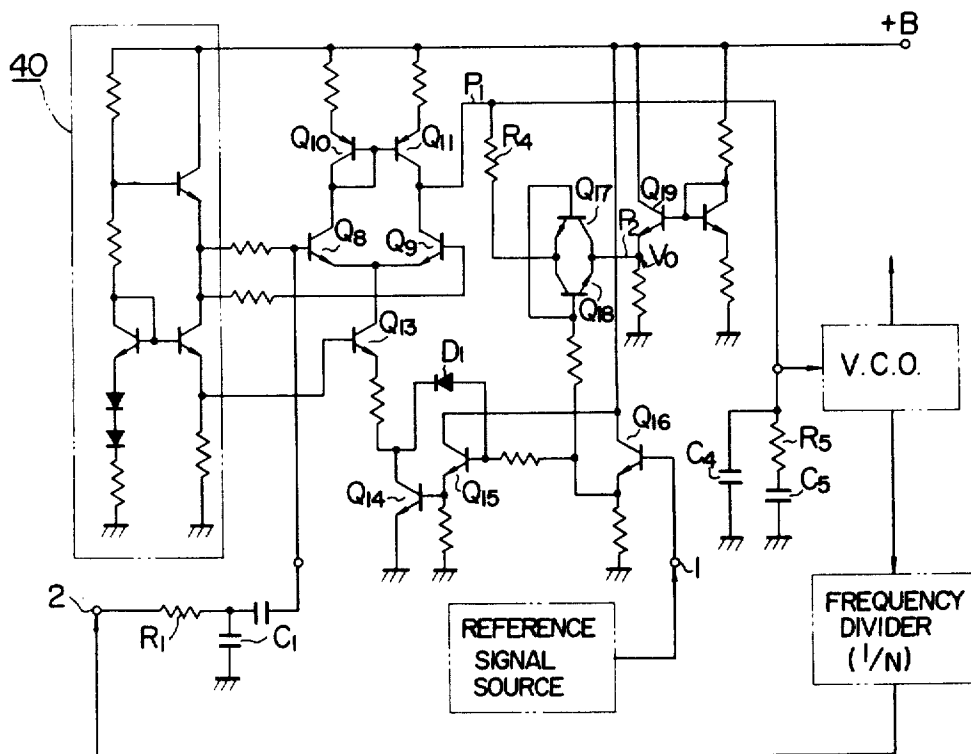 +B
40
P1
Q10
Q11
R4
Q17
Q19
P2
Q8
Q9
V0
Q18
Q13
D1
V.C.O.
Q16
R5
C4
C5
Q14
Q15
1
2
R1
C1
REFERENCE
SIGNAL
SOURCE
FREQUENCY
DIVIDER
(1/N)